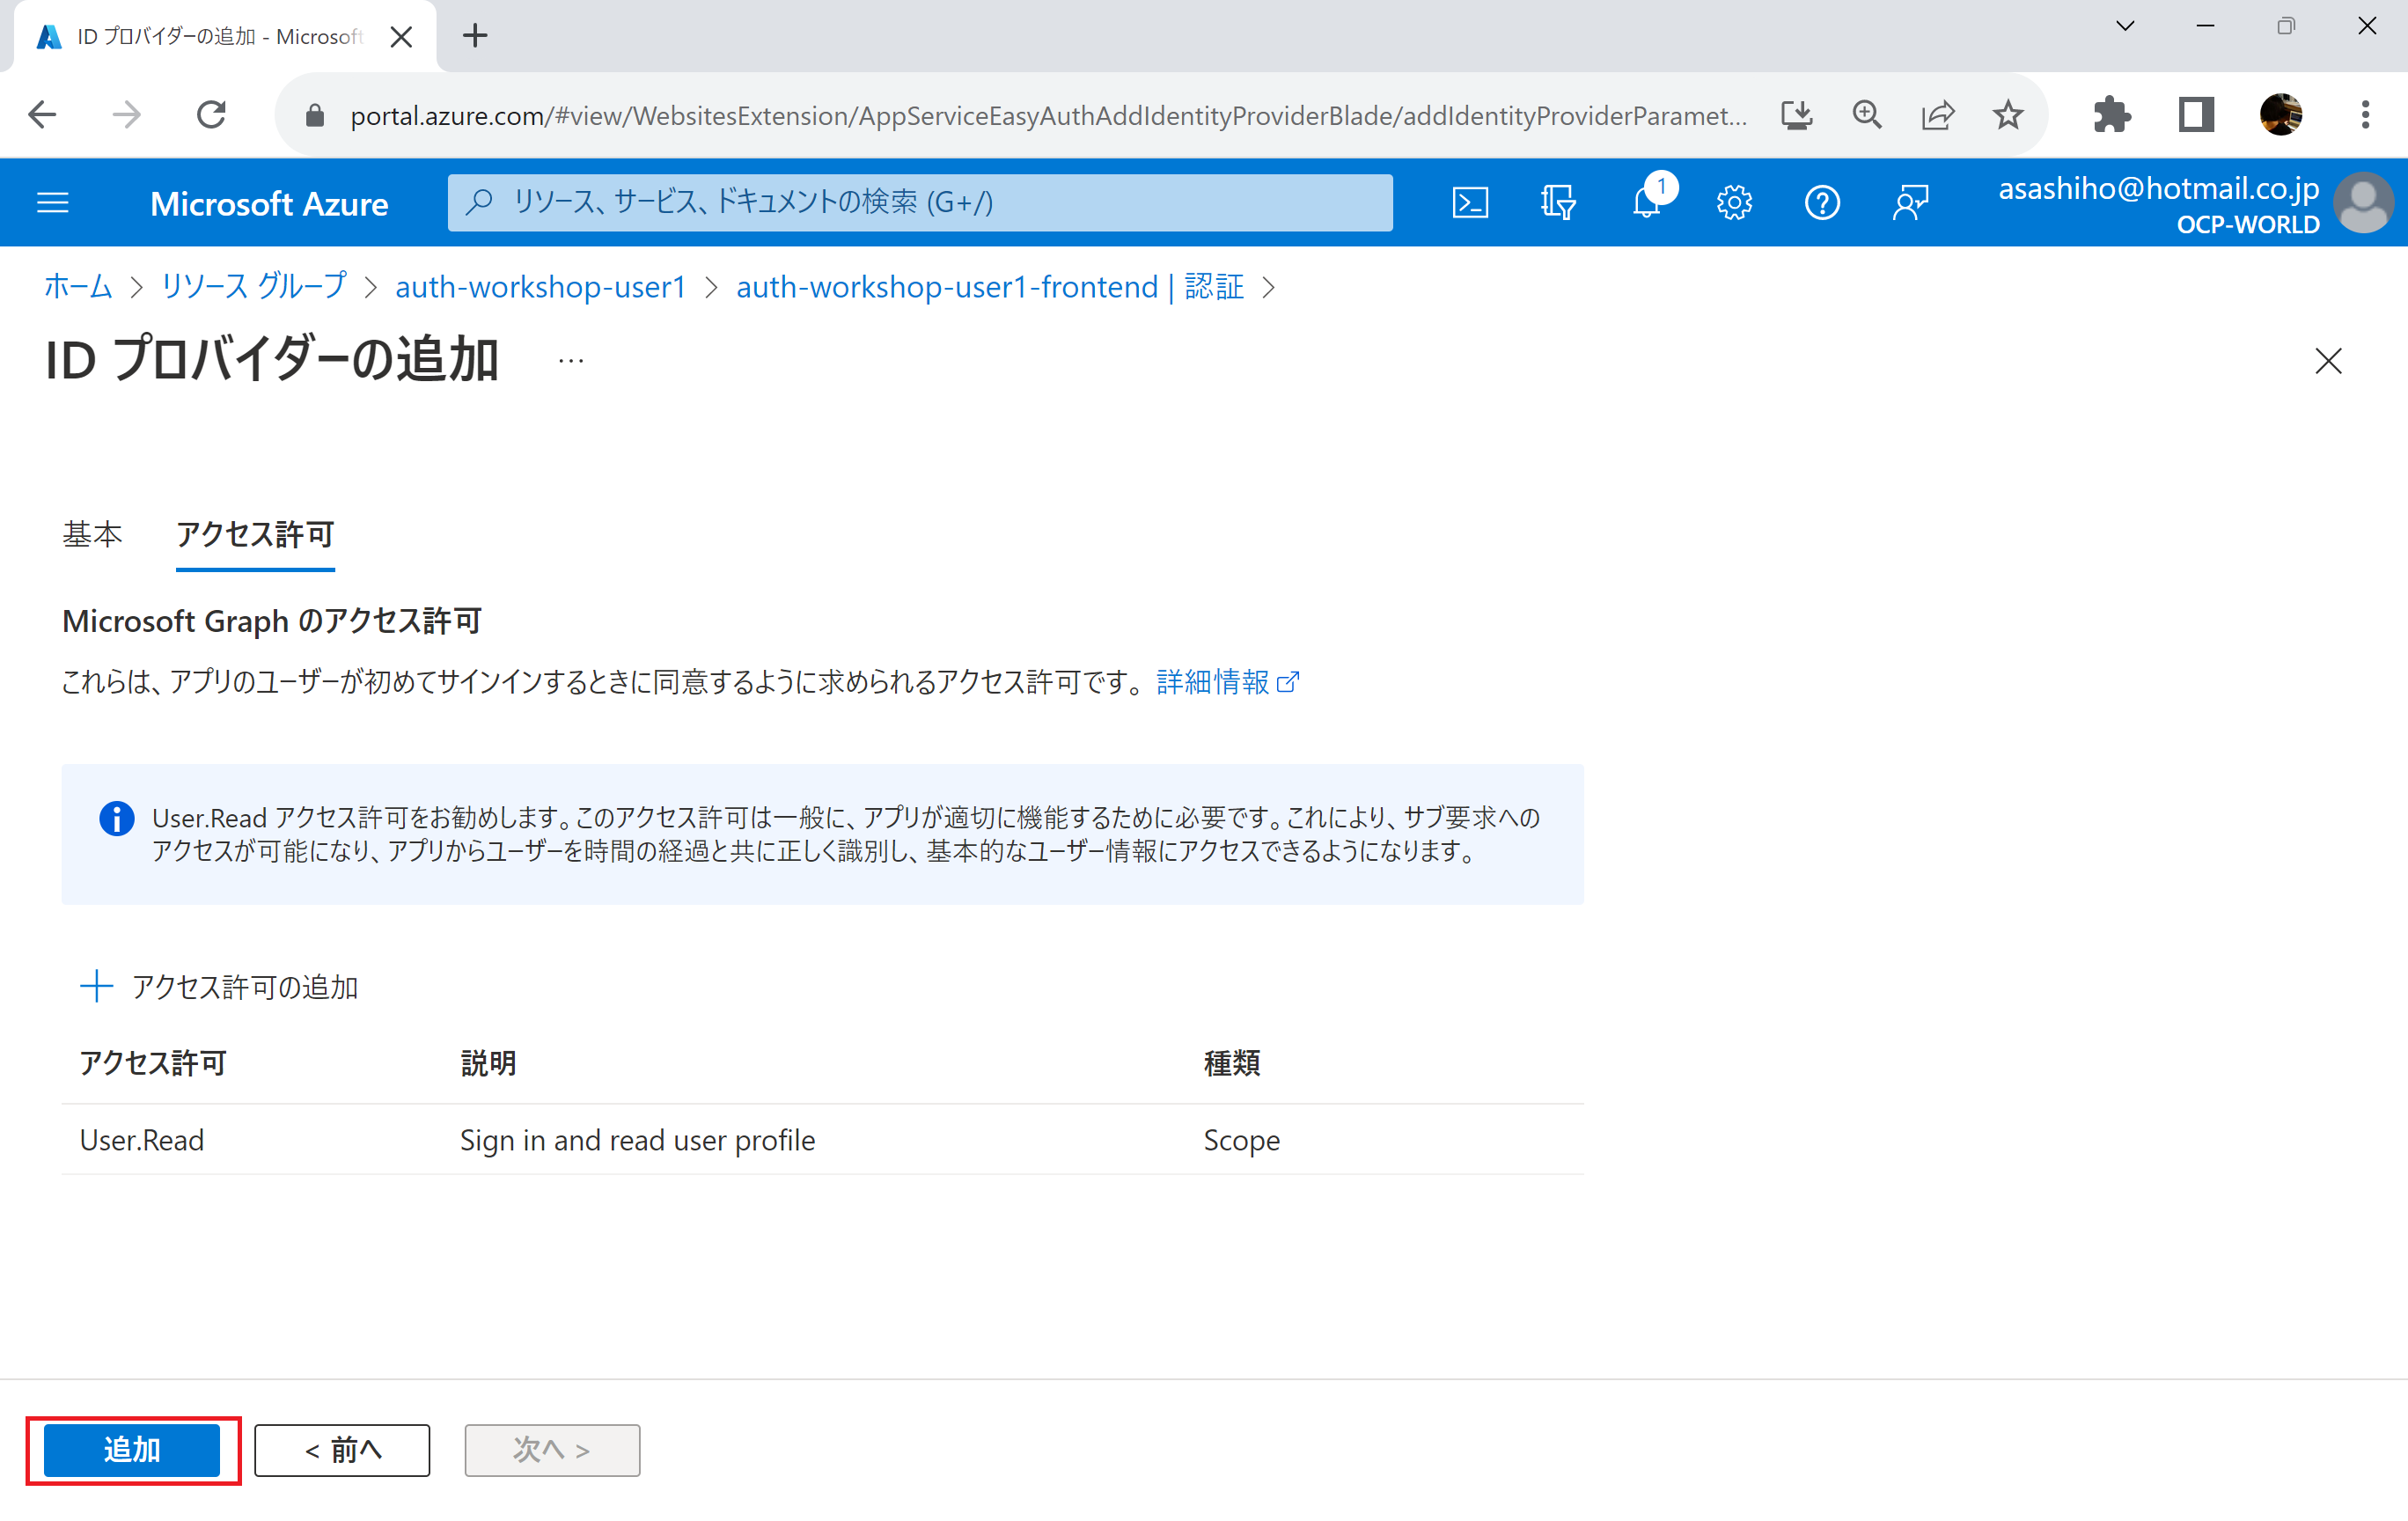 ID プロバイダーの追加 - Microsoft
portal.azure.com/#view/WebsitesExtension/AppServiceEasyAuthAddIdentityProviderBlade/addIdentityProviderParamet...
Microsoft Azure
リソース、サービス、ドキュメントの検索 (G+/)
1
asashiho@hotmail.co.jp
OCP-WORLD
ホーム > リソース グループ > auth-workshop-user1 > auth-workshop-user1-frontend | 認証 >
ID プロバイダーの追加 ...
基本 アクセス許可
Microsoft Graph のアクセス許可
これらは、アプリのユーザーが初めてサインインするときに同意するように求められるアクセス許可です。 詳細情報
User.Read アクセス許可をお勧めします。このアクセス許可は一般に、アプリが適切に機能するために必要です。これにより、サブ要求への
アクセスが可能になり、アプリからユーザーを時間の経過と共に正しく識別し、基本的なユーザー情報にアクセスできるようになります。
アクセス許可の追加
アクセス許可 説明 種類
User.Read Sign in and read user profile Scope
追加 < 前へ 次へ >